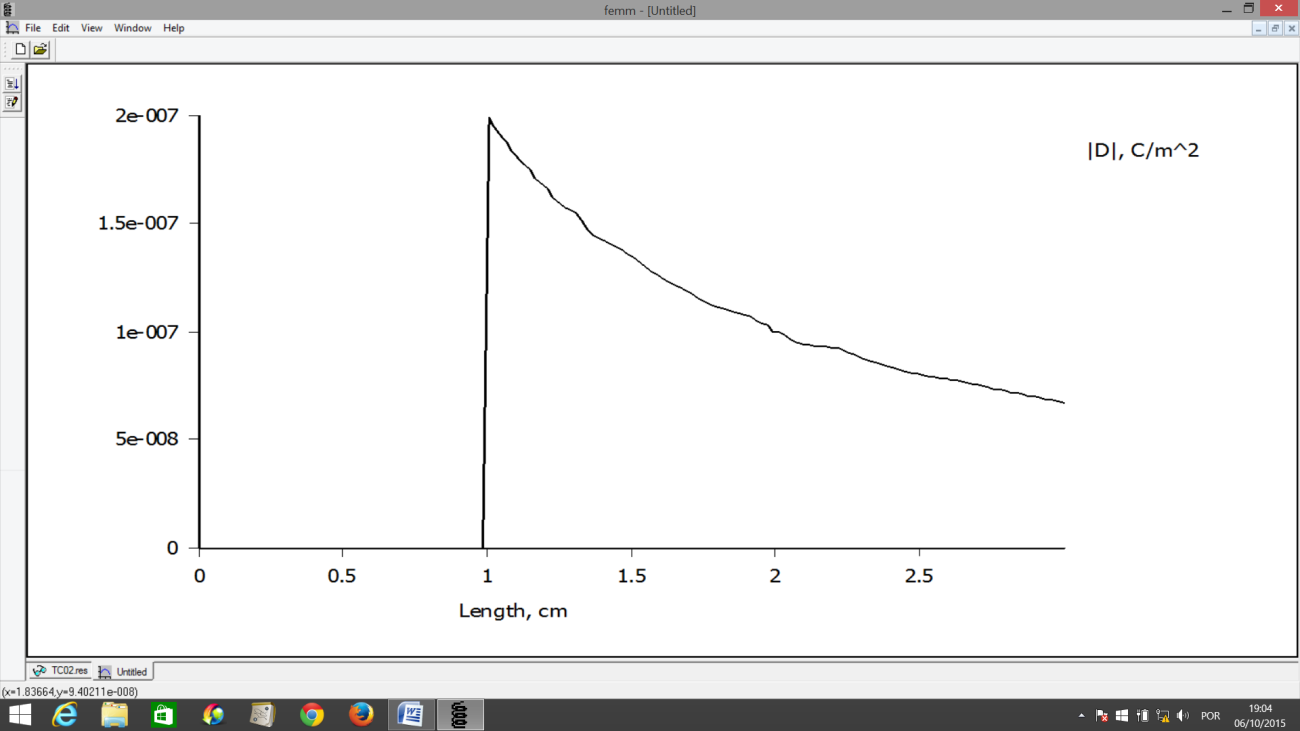 femm - [Untitled]
File Edit View Window Help
2e-007
|D|, C/m^2
1.5e-007
1e-007
5e-008
0
0 0.5 1 1.5 2 2.5
Length, cm
TC02.res Untitled
(x=1.83664,y=9.40211e-008)
POR
19:04
06/10/2015